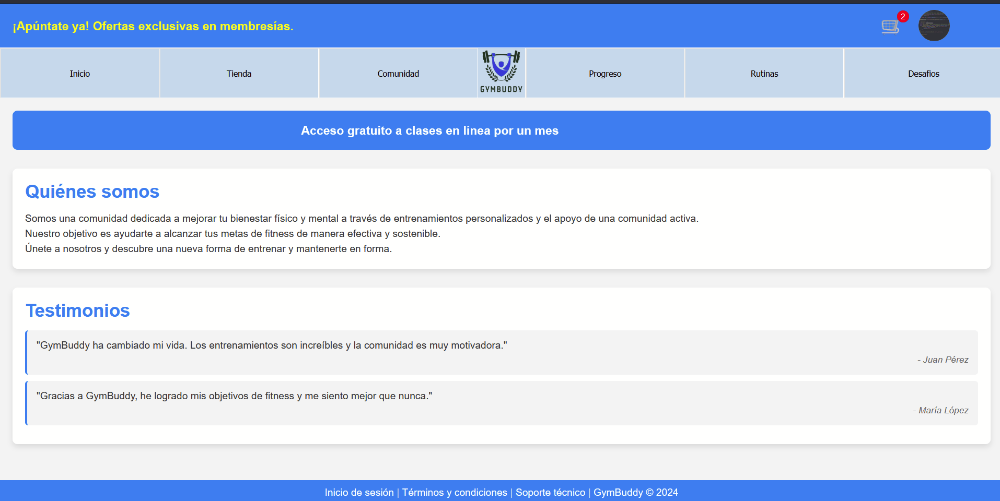 ¡Apúntate ya! Ofertas exclusivas en membresías.
2
Inicio
Tienda
Comunidad
GYMBUDDY
Progreso
Rutinas
Desafios
Acceso gratuito a clases en línea por un mes
Quiénes somos
Somos una comunidad dedicada a mejorar tu bienestar físico y mental a través de entrenamientos personalizados y el apoyo de una comunidad activa.
Nuestro objetivo es ayudarte a alcanzar tus metas de fitness de manera efectiva y sostenible.
Únete a nosotros y descubre una nueva forma de entrenar y mantenerte en forma.
Testimonios
"GymBuddy ha cambiado mi vida. Los entrenamientos son increíbles y la comunidad es muy motivadora."
- Juan Pérez
"Gracias a GymBuddy, he logrado mis objetivos de fitness y me siento mejor que nunca."
- María López
Inicio de sesión | Términos y condiciones | Soporte técnico | GymBuddy © 2024